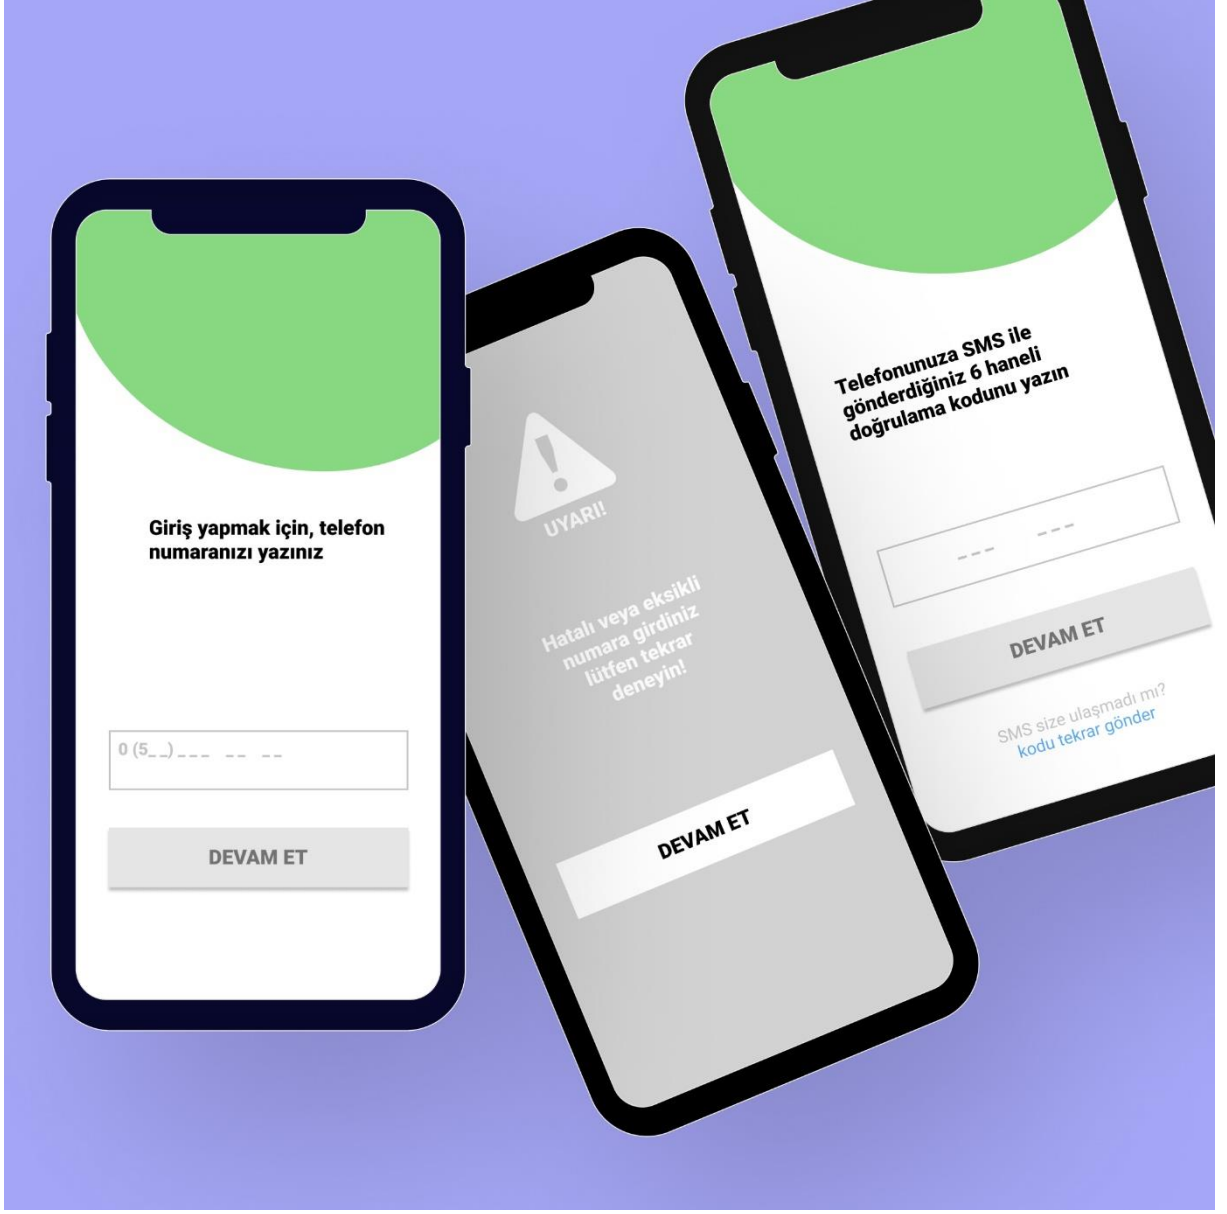 Giriş yapmak için, telefon
numaranızı yazınız
0 (5_ _) _ _ _ _ _ _ _
DEVAM ET
UYARI!
Hatalı veya eksikli
numara girdiniz
lütfen tekrar
deneyin!
DEVAM ET
Telefonunuza SMS ile
gönderdiğiniz 6 haneli
doğrulama kodunu yazın
_ _ _ _ _ _
DEVAM ET
SMS size ulaşmadı mı?
kodu tekrar gönder